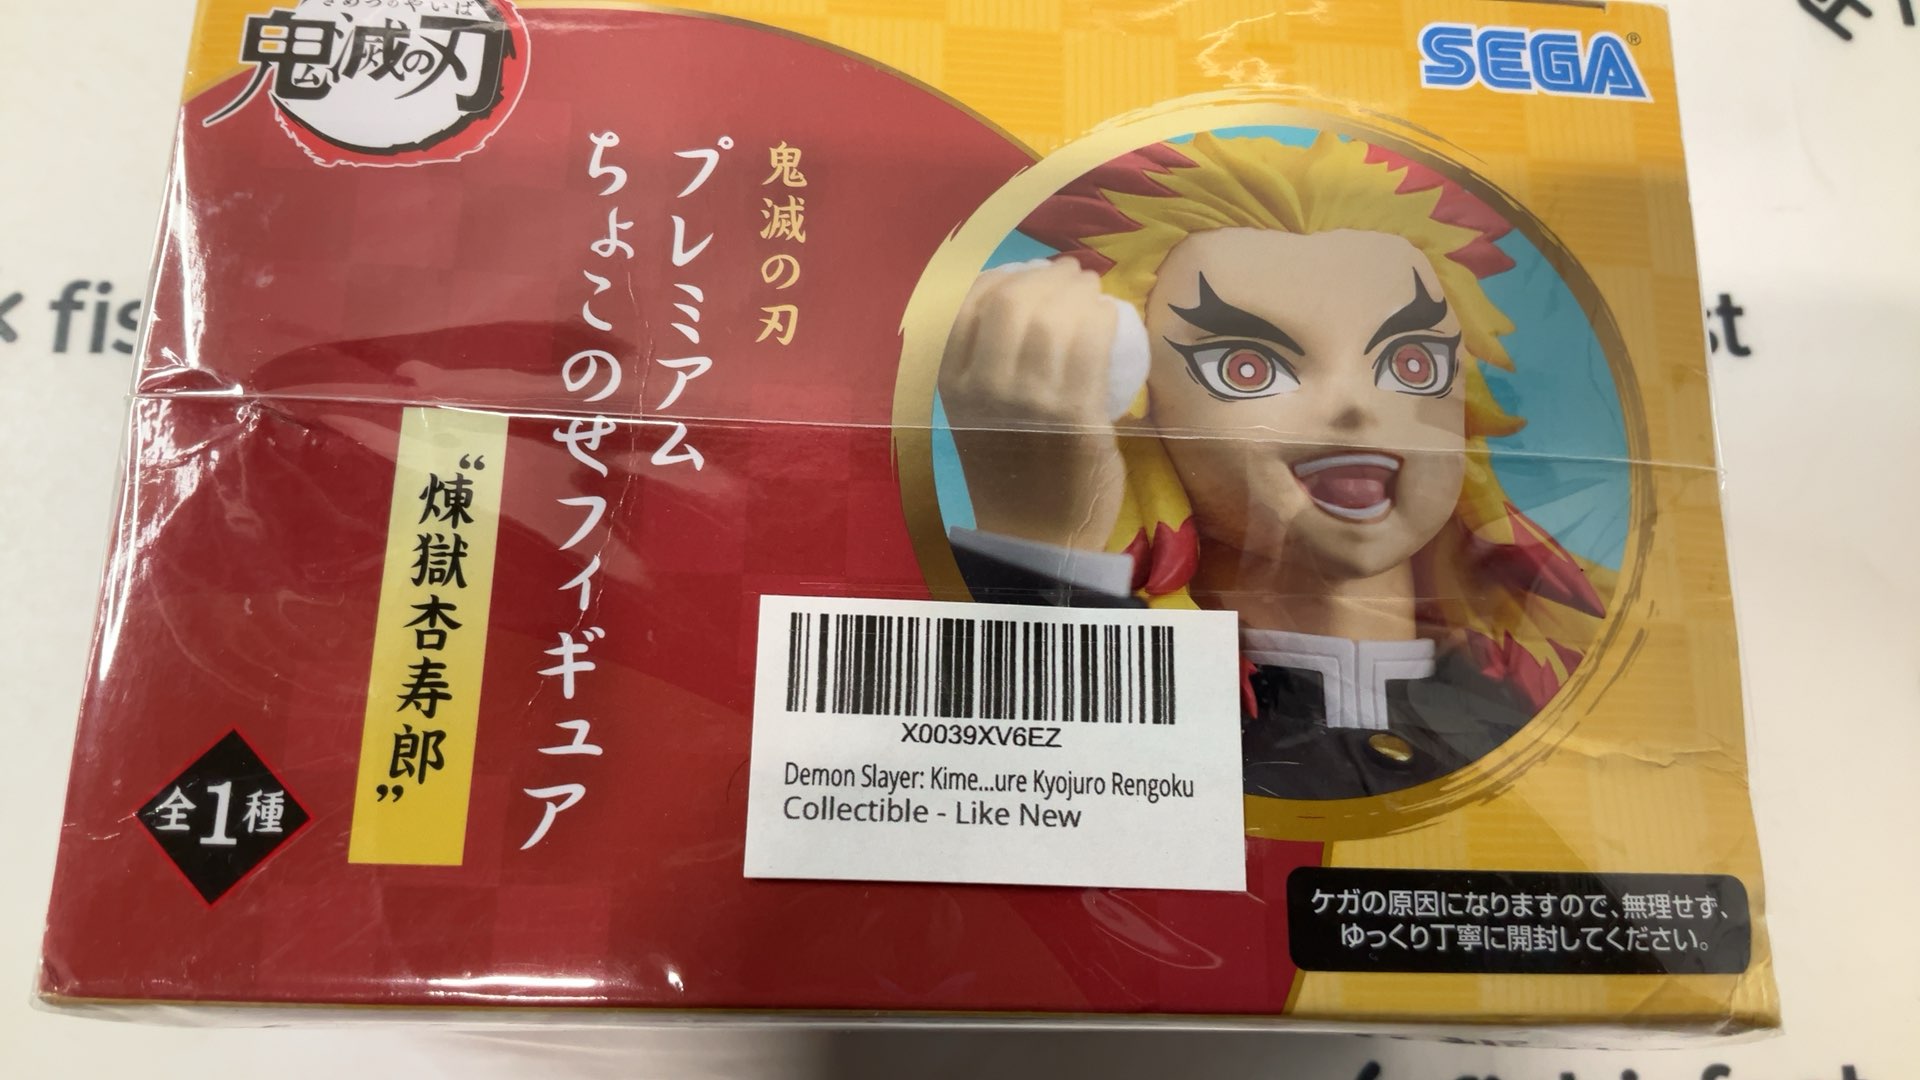 きめつのやいば
鬼滅の刃
SEGA®
鬼滅の刃
プレミアム
ちょこのせフィギュア
“煉獄杏寿郎”
全1種
X0039XV6EZ
Demon Slayer: Kime...ure Kyojuro Rengoku
Collectible - Like New
ケガの原因になりますので、無理せず、
ゆっくり丁寧に開封してください。
fis
st